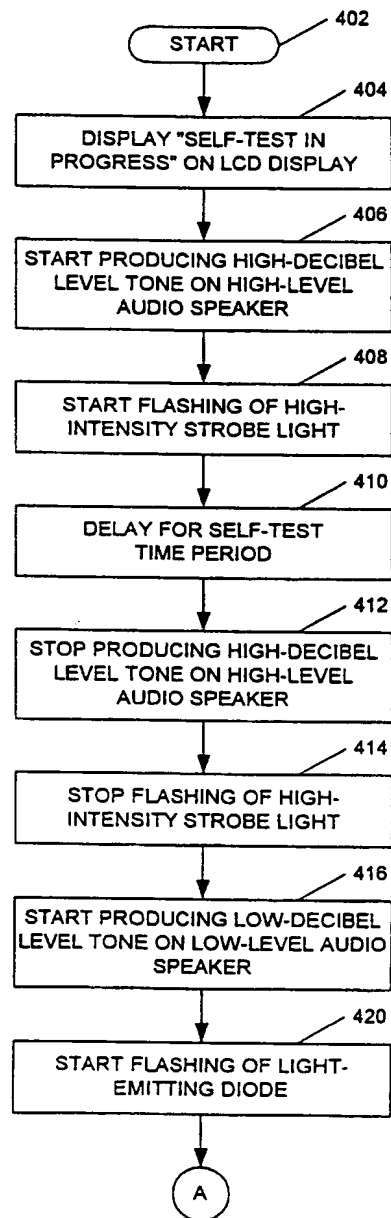 402
START
404
DISPLAY "SELF-TEST IN
PROGRESS" ON LCD DISPLAY
406
START PRODUCING HIGH-DECIBEL
LEVEL TONE ON HIGH-LEVEL
AUDIO SPEAKER
408
START FLASHING OF HIGH-
INTENSITY STROBE LIGHT
410
DELAY FOR SELF-TEST
TIME PERIOD
412
STOP PRODUCING HIGH-DECIBEL
LEVEL TONE ON HIGH-LEVEL
AUDIO SPEAKER
414
STOP FLASHING OF HIGH-
INTENSITY STROBE LIGHT
416
START PRODUCING LOW-DECIBEL
LEVEL TONE ON LOW-LEVEL AUDIO
SPEAKER
420
START FLASHING OF LIGHT-
EMITTING DIODE
A